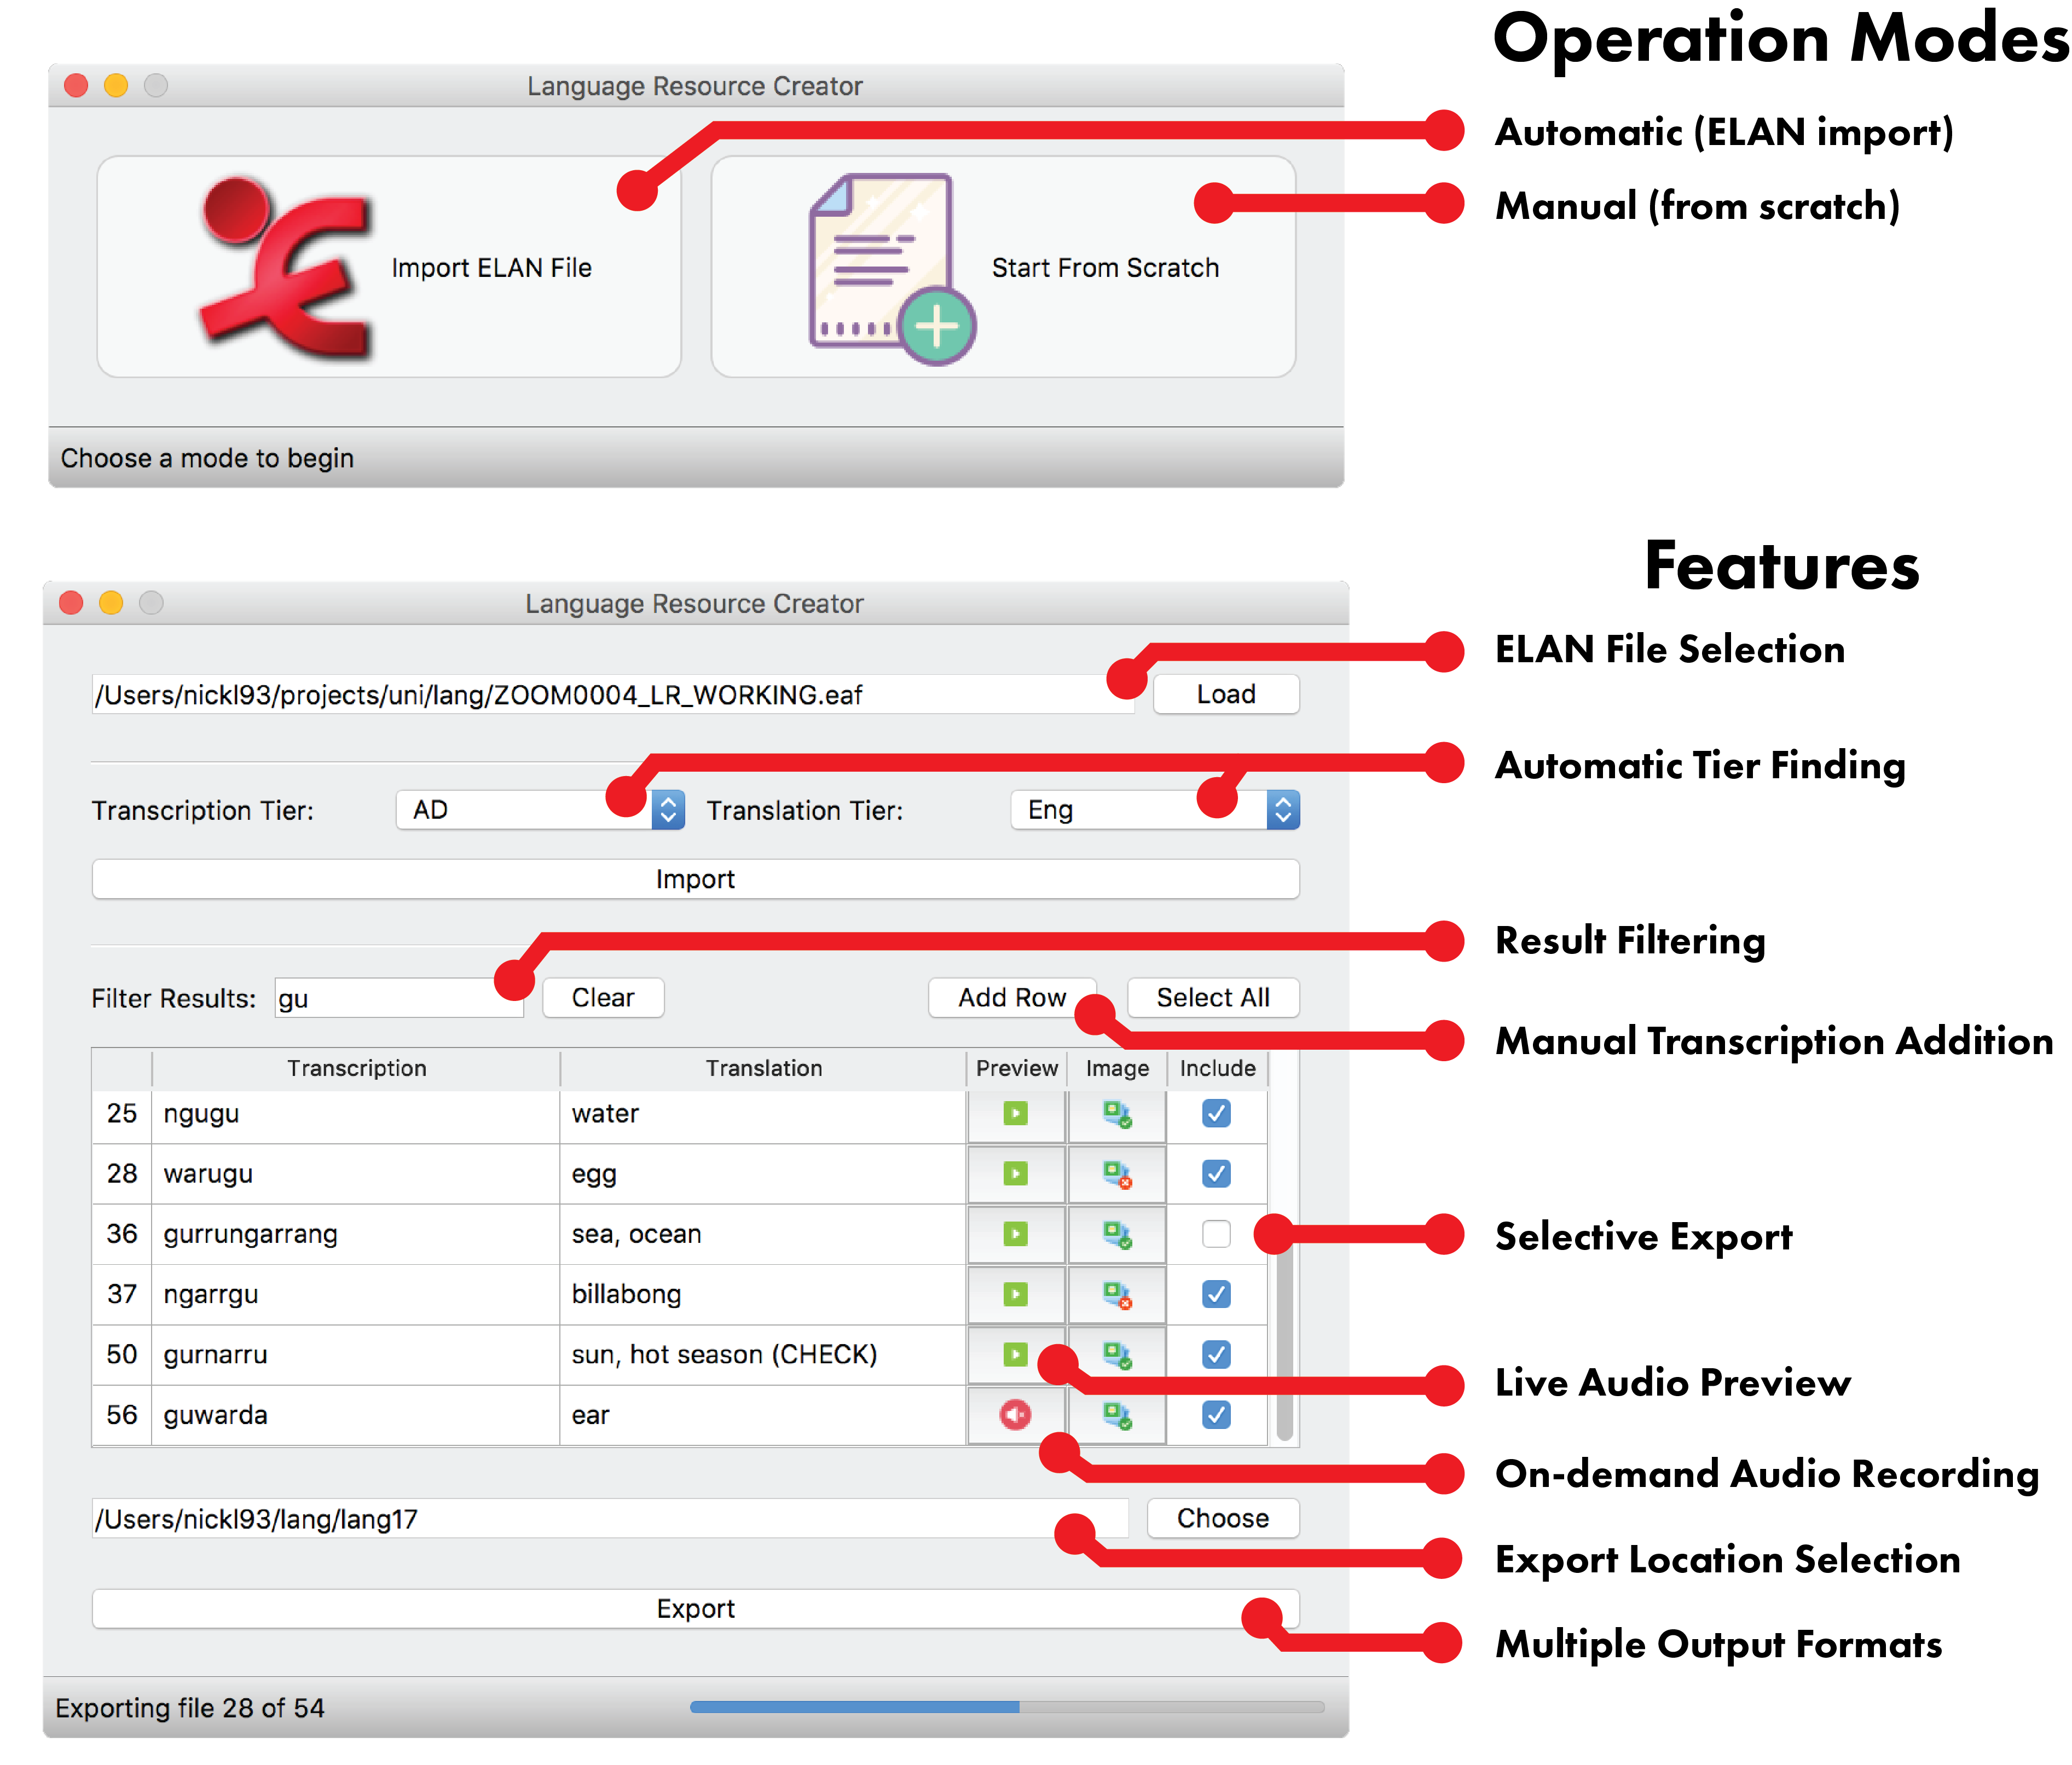 Operation Modes
Language Resource Creator
Automatic (ELAN import)
Manual (from scratch)
Import ELAN File
Start From Scratch
Choose a mode to begin
Features
Language Resource Creator
ELAN File Selection
/Users/nickl93/projects/uni/lang/ZOOM0004_LR_WORKING.eaf
Load
Automatic Tier Finding
Transcription Tier: AD Translation Tier: Eng
Import
Result Filtering
Filter Results: gu Clear Add Row Select All
Manual Transcription Addition
Transcription Translation Preview Image Include
25 ngugu water
28 warugu egg
36 gurrungarrang sea, ocean
Selective Export
37 ngarrgu billabong
50 gurnarru sun, hot season (CHECK)
Live Audio Preview
56 guwarda ear
On-demand Audio Recording
/Users/nickl93/lang/lang17 Choose
Export Location Selection
Export
Multiple Output Formats
Exporting file 28 of 54